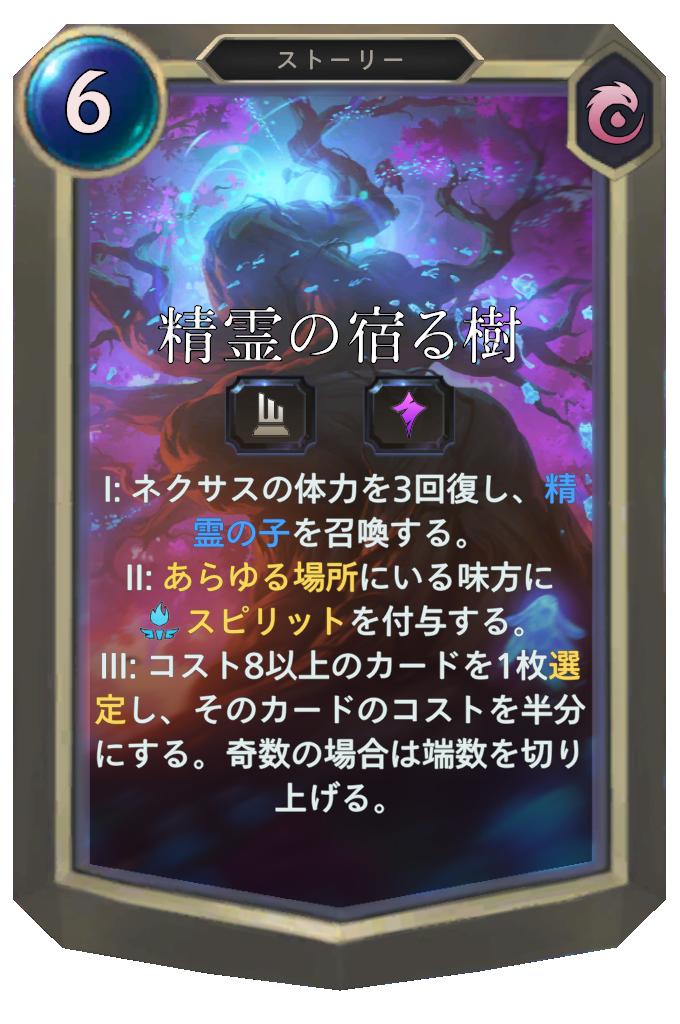 ストーリー
6
精霊の宿る樹
I: ネクサスの体力を3回復し、精
霊の子を召喚する。
II: あらゆる場所にいる味方に
スピリットを付与する。
III: コスト8以上のカードを1枚選
定し、そのカードのコストを半分
にする。奇数の場合は端数を切り
上げる。